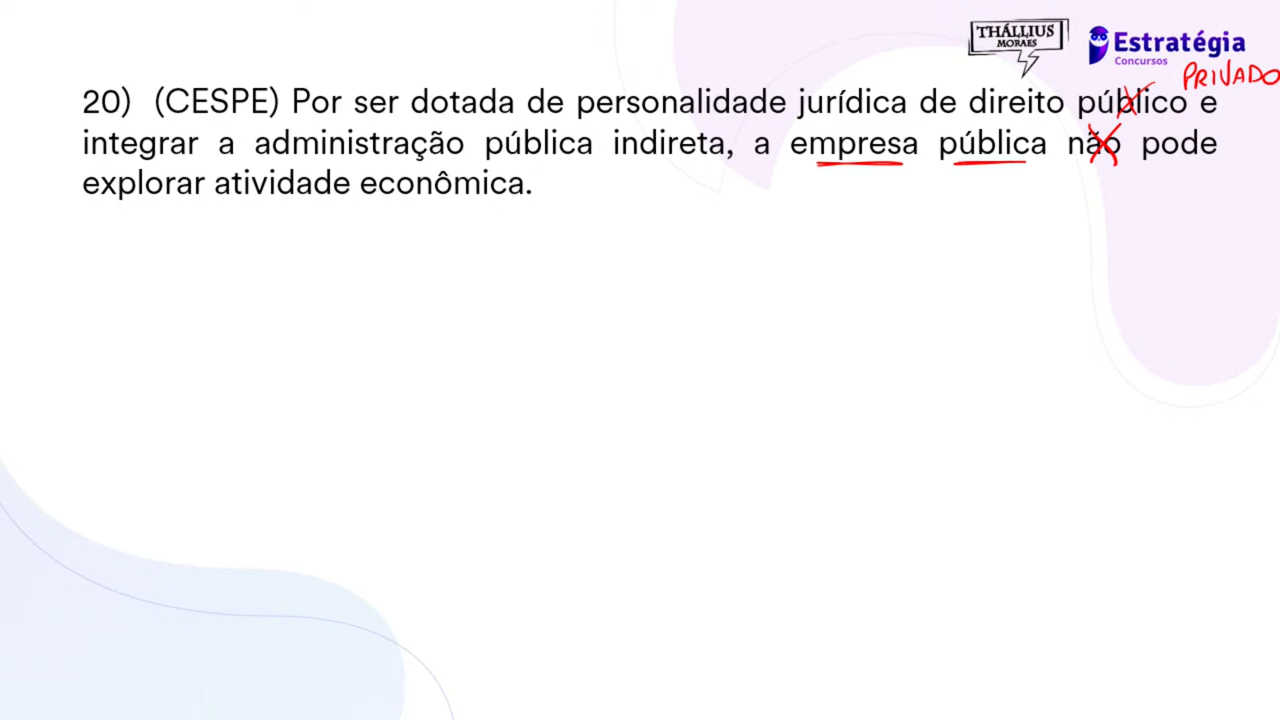 THÁLLIUS
MORAES
Estratégia
Concursos
PRIVADO
20) (CESPE) Por ser dotada de personalidade jurídica de direito público e
integrar a administração pública indireta, a empresa pública não pode
explorar atividade econômica.